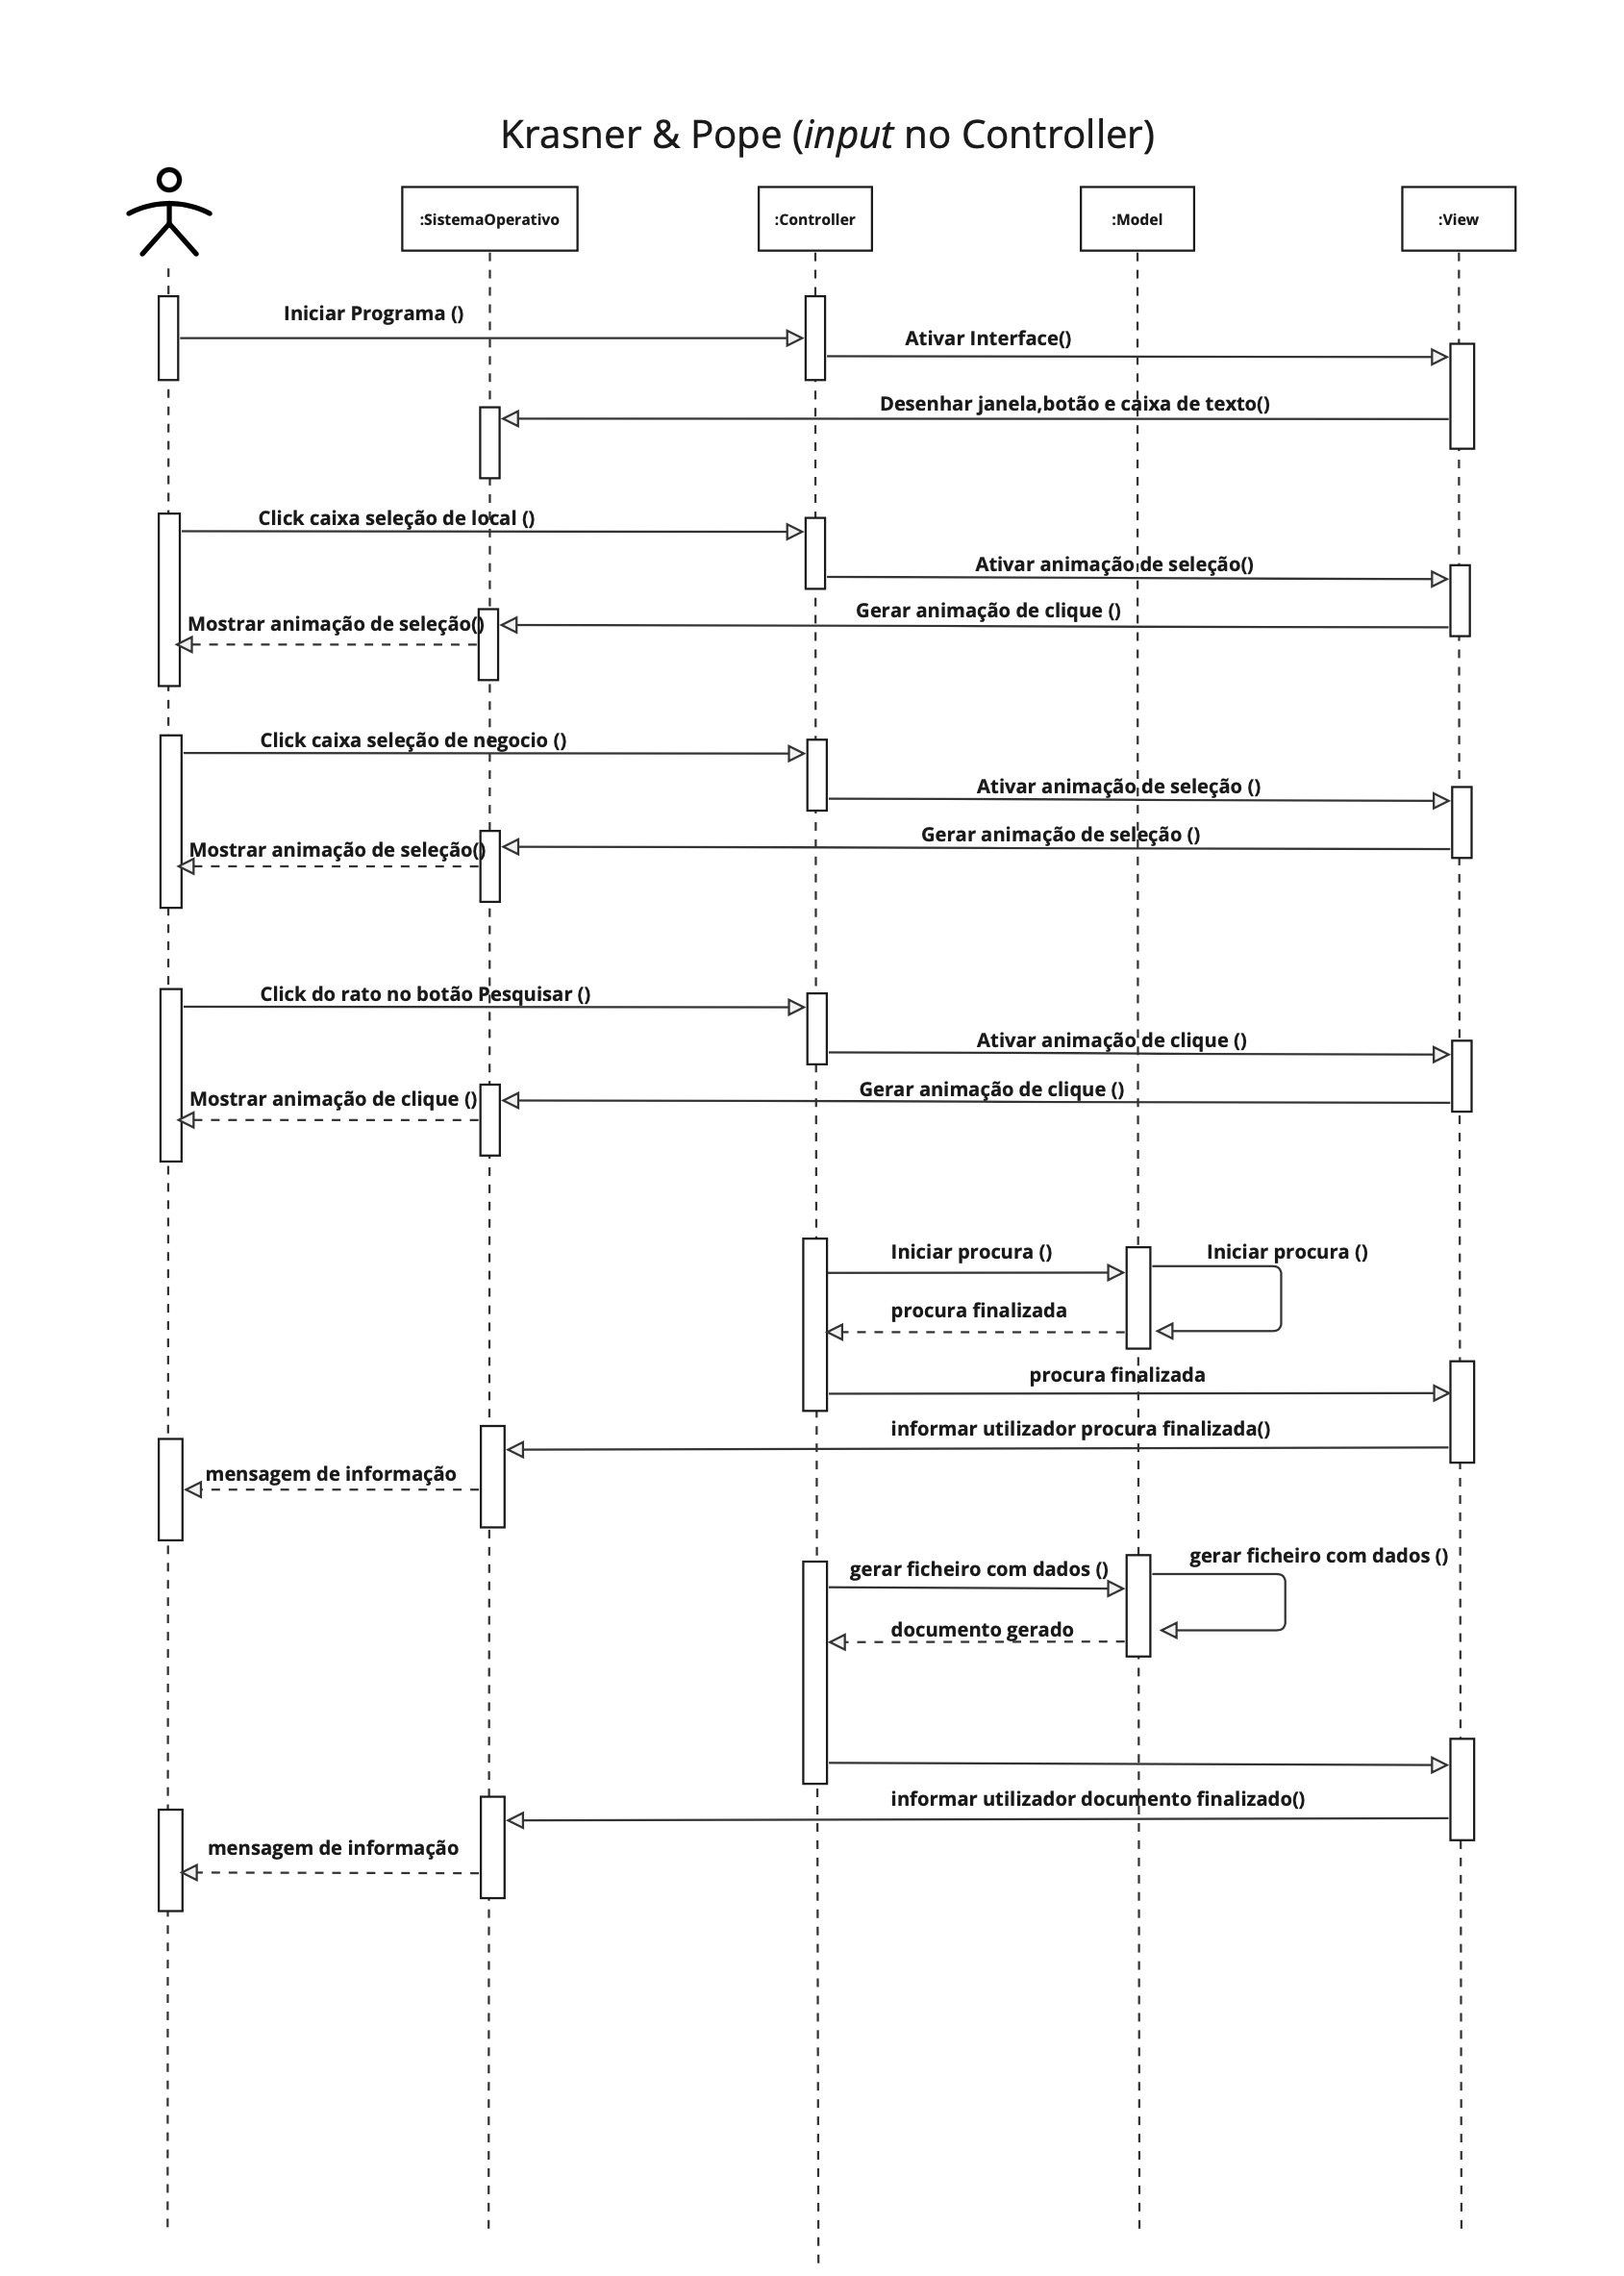 Krasner & Pope (input no Controller)
:SistemaOperativo
:Controller
:Model
:View
Iniciar Programa ()
Ativar Interface()
Desenhar janela,botão e caixa de texto()
Click caixa seleção de local ()
Ativar animação de seleção()
Gerar animação de clique ()
Mostrar animação de seleção()
Click caixa seleção de negocio ()
Ativar animação de seleção ()
Gerar animação de seleção ()
Mostrar animação de seleção()
Click do rato no botão Pesquisar ()
Ativar animação de clique ()
Gerar animação de clique ()
Mostrar animação de clique ()
Iniciar procura ()
Iniciar procura ()
procura finalizada
procura finalizada
informar utilizador procura finalizada()
mensagem de informação
gerar ficheiro com dados ()
gerar ficheiro com dados ()
documento gerado
informar utilizador documento finalizado()
mensagem de informação